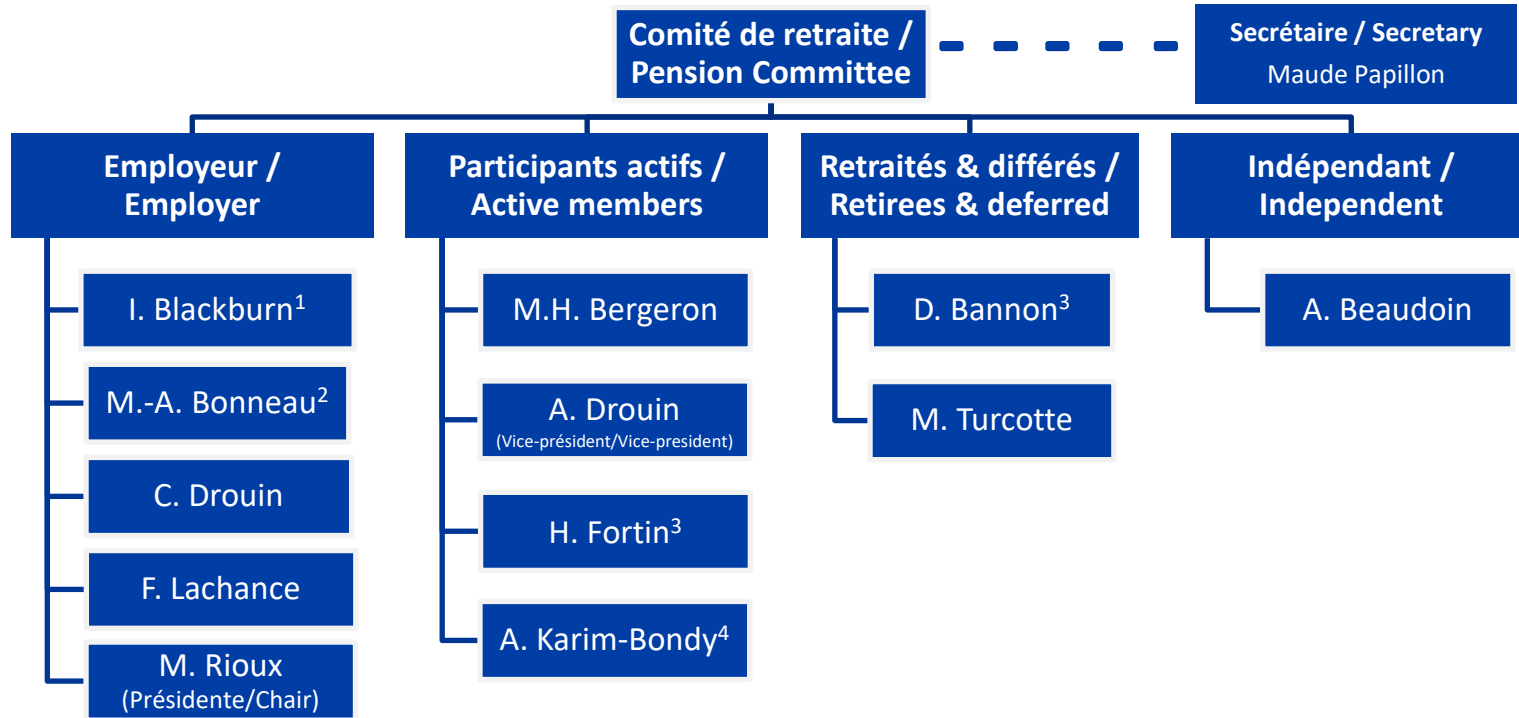 Comité de retraite /
Pension Committee
Secrétaire / Secretary
Maude Papillon
Employeur /
Employer
I. Blackburn¹
M.-A. Bonneau²
C. Drouin
F. Lachance
M. Rioux
(Présidente/Chair)
Participants actifs /
Active members
M.H. Bergeron
A. Drouin
(Vice-président/Vice-president)
H. Fortin³
A. Karim-Bondy⁴
Retraités & différés /
Retirees & deferred
D. Bannon³
M. Turcotte
Indépendant /
Independent
A. Beaudoin